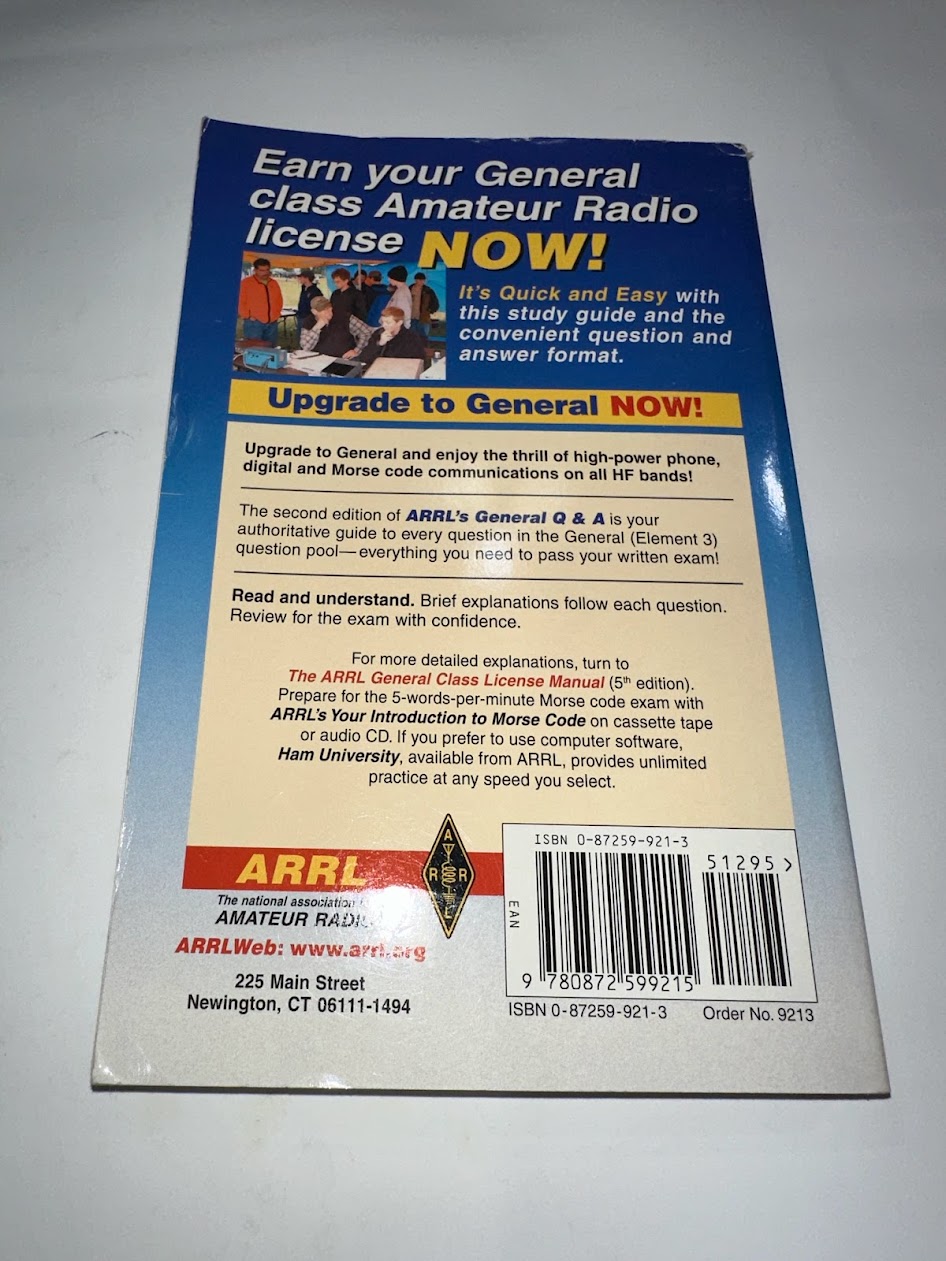 Earn your General
class Amateur Radio
license NOW!
It's Quick and Easy with
this study guide and the
convenient question and
answer format.
Upgrade to General NOW!
Upgrade to General and enjoy the thrill of high-power phone,
digital and Morse code communications on all HF bands!
The second edition of ARRL's General Q & A is your
authoritative guide to every question in the General (Element 3)
question pool—everything you need to pass your written exam!
Read and understand. Brief explanations follow each question.
Review for the exam with confidence.
For more detailed explanations, turn to
The ARRL General Class License Manual (5th edition).
Prepare for the 5-words-per-minute Morse code exam with
ARRL's Your Introduction to Morse Code on cassette tape
or audio CD. If you prefer to use computer software,
Ham University, available from ARRL, provides unlimited
practice at any speed you select.
ARRL
The national association
AMATEUR RADIO
ARRLWeb: www.arrl.org
225 Main Street
Newington, CT 06111-1494
A
R R
L
ISBN 0-87259-921-3
51295 >
EAN
9 780872 599215
ISBN 0-87259-921-3 Order No. 9213